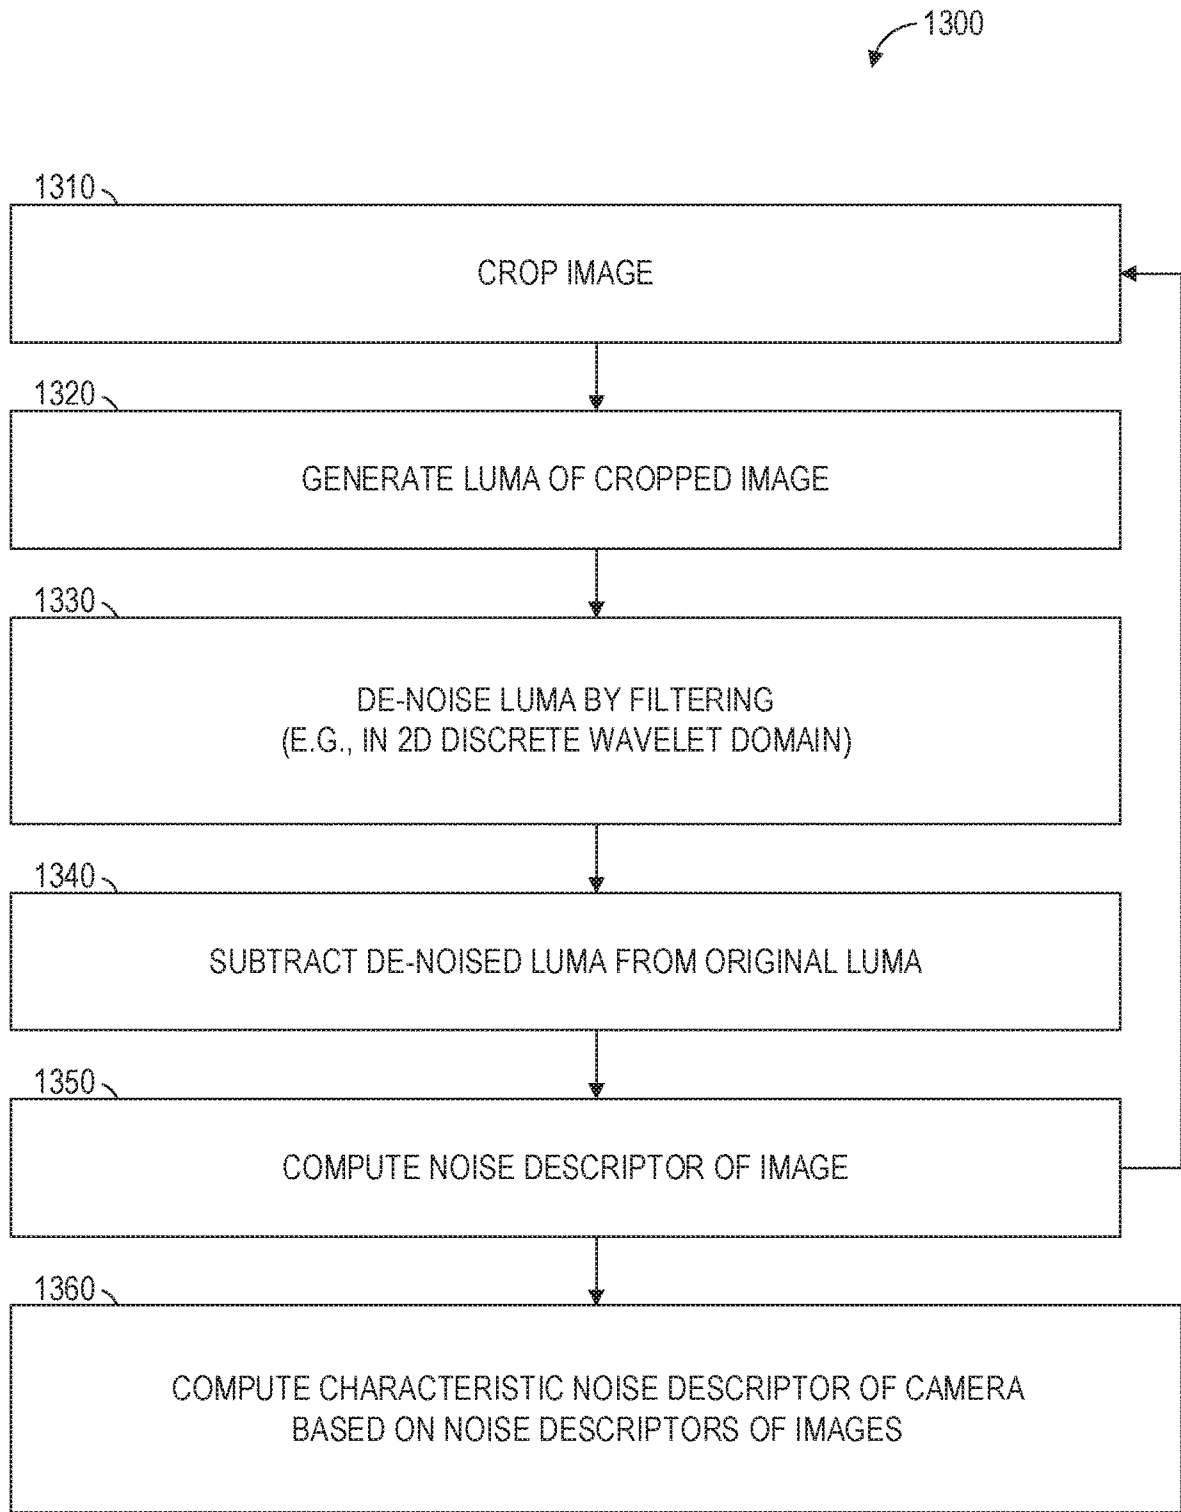 1300
1310
CROP IMAGE
1320
GENERATE LUMA OF CROPPED IMAGE
1330
DE-NOISE LUMA BY FILTERING
(E.G., IN 2D DISCRETE WAVELET DOMAIN)
1340
SUBTRACT DE-NOISED LUMA FROM ORIGINAL LUMA
1350
COMPUTE NOISE DESCRIPTOR OF IMAGE
1360
COMPUTE CHARACTERISTIC NOISE DESCRIPTOR OF CAMERA
BASED ON NOISE DESCRIPTORS OF IMAGES